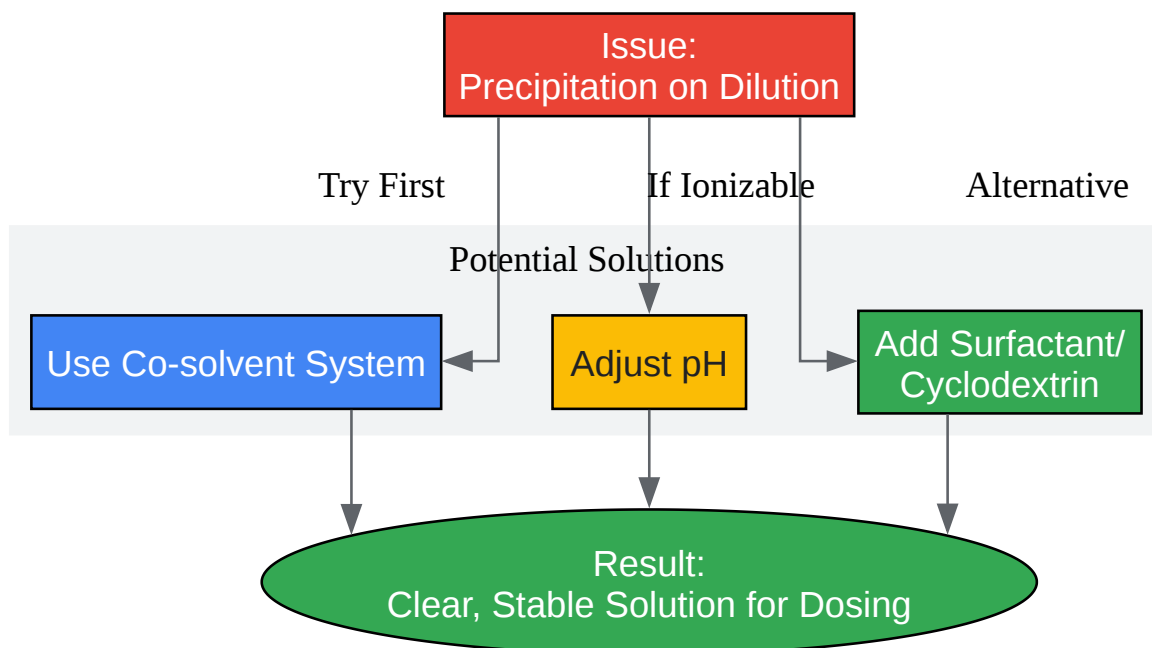 Issue:
Precipitation on Dilution
Try First
If Ionizable
Alternative
Potential Solutions
Use Co-solvent System
Adjust pH
Add Surfactant/
Cyclodextrin
Result:
Clear, Stable Solution for Dosing